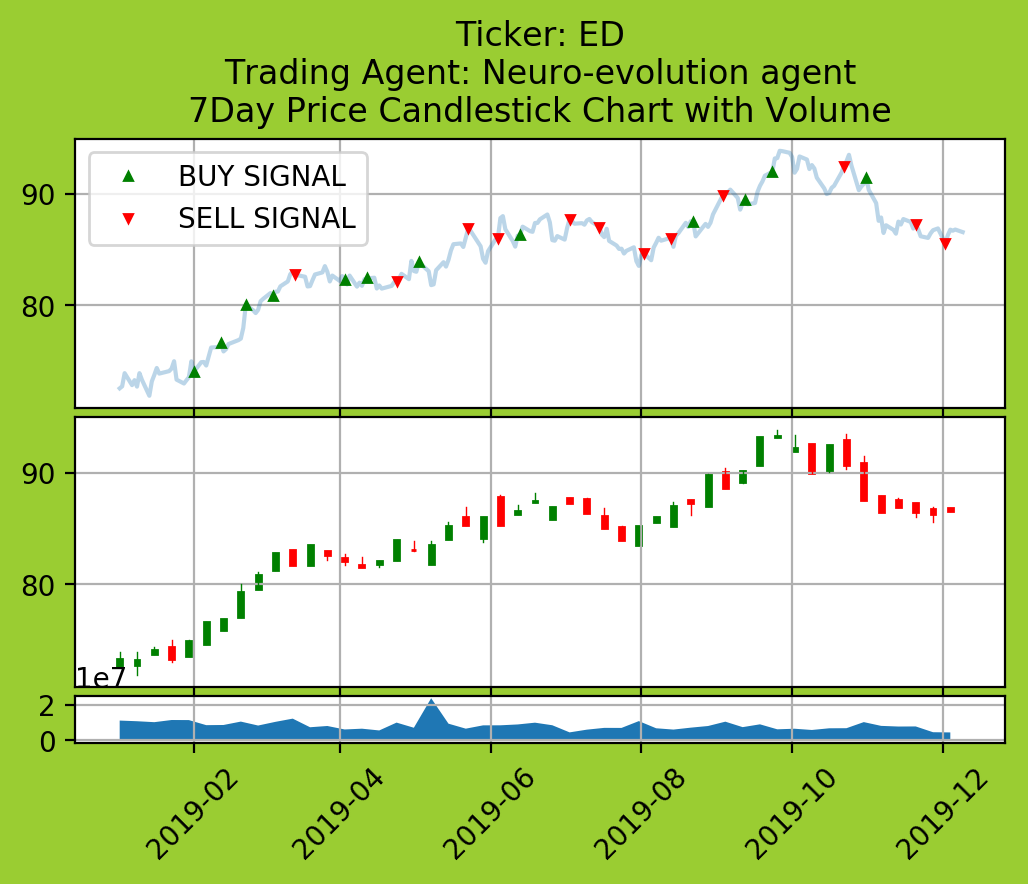 Ticker: ED
Trading Agent: Neuro-evolution agent
7Day Price Candlestick Chart with Volume
BUY SIGNAL
SELL SIGNAL
90
80
90
80
1e7
2
0
2019-02
2019-04
2019-06
2019-08
2019-10
2019-12